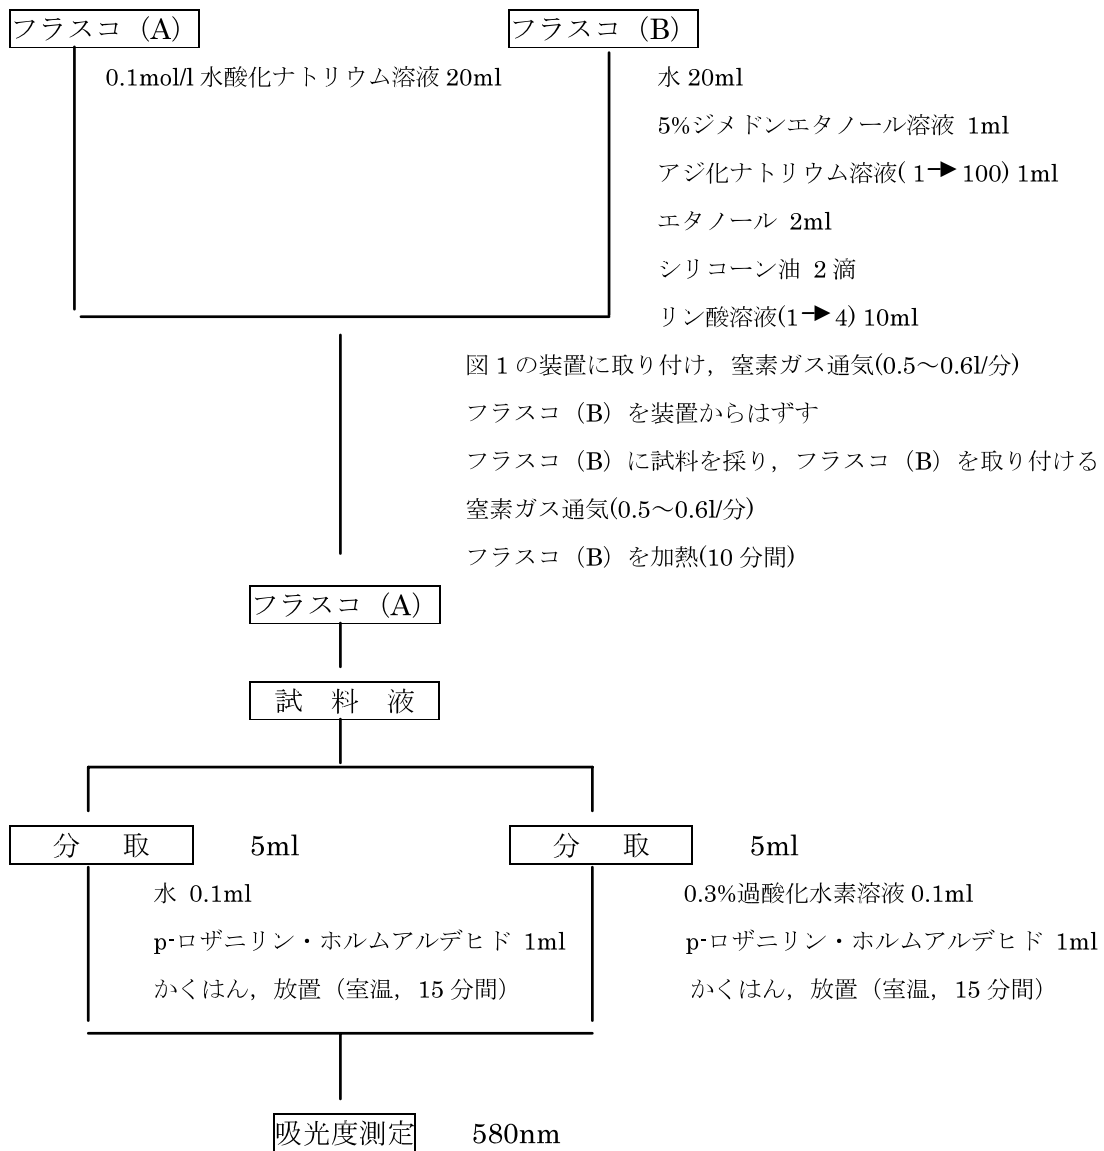 フラスコ（A）
フラスコ（B）
0.1mol/l 水酸化ナトリウム溶液 20ml
水 20ml
5%ジメドンエタノール溶液 1ml
アジ化ナトリウム溶液( 1→ 100) 1ml
エタノール 2ml
シリコーン油 2 滴
リン酸溶液(1→ 4) 10ml
図 1 の装置に取り付け，窒素ガス通気(0.5～0.6l/分)
フラスコ（B）を装置からはずす
フラスコ（B）に試料を採り，フラスコ（B）を取り付ける
窒素ガス通気(0.5～0.6l/分)
フラスコ（B）を加熱(10 分間)
フラスコ（A）
試 料 液
分 取 5ml
分 取 5ml
水 0.1ml
0.3%過酸化水素溶液 0.1ml
p-ロザニリン・ホルムアルデヒド 1ml
p-ロザニリン・ホルムアルデヒド 1ml
かくはん，放置（室温，15 分間）
かくはん，放置（室温，15 分間）
吸光度測定 580nm